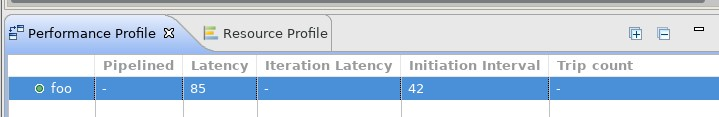 Performance Profile Resource Profile
Pipelined Latency Iteration Latency Initiation Interval Trip count
foo - 85 - 42 -